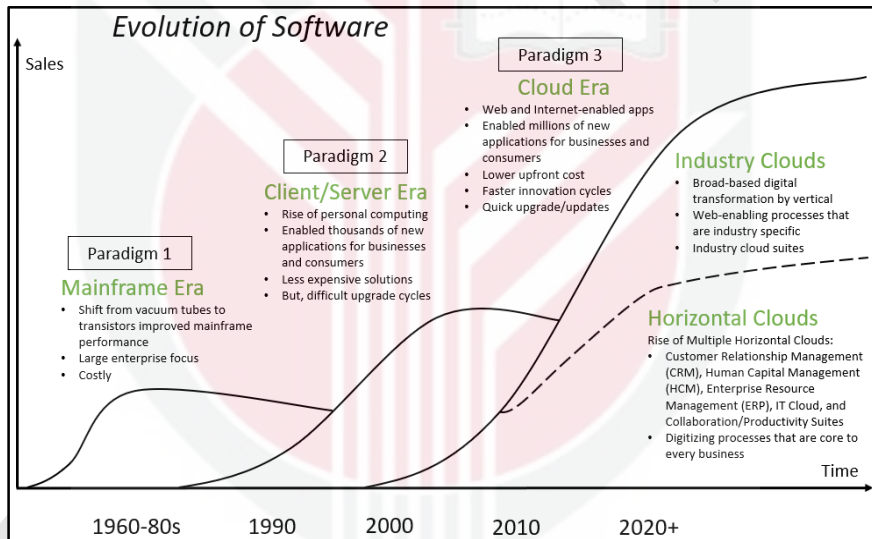 Evolution of Software
Sales
Paradigm 1
Mainframe Era
• Shift from vacuum tubes to
transistors improved mainframe
performance
• Large enterprise focus
• Costly
Paradigm 2
Client/Server Era
• Rise of personal computing
• Enabled thousands of new
applications for businesses
and consumers
• Less expensive solutions
• But, difficult upgrade cycles
Paradigm 3
Cloud Era
• Web and Internet-enabled apps
• Enabled millions of new
applications for businesses and
consumers
• Lower upfront cost
• Faster innovation cycles
• Quick upgrade/updates
Industry Clouds
• Broad-based digital
transformation by vertical
• Web-enabling processes that
are industry specific
• Industry cloud suites
Horizontal Clouds
Rise of Multiple Horizontal Clouds:
• Customer Relationship Management
(CRM), Human Capital Management
(HCM), Enterprise Resource
Management (ERP), IT Cloud, and
Collaboration/Productivity Suites
• Digitizing processes that are core to
every business
Time
1960-80s
1990
2000
2010
2020+